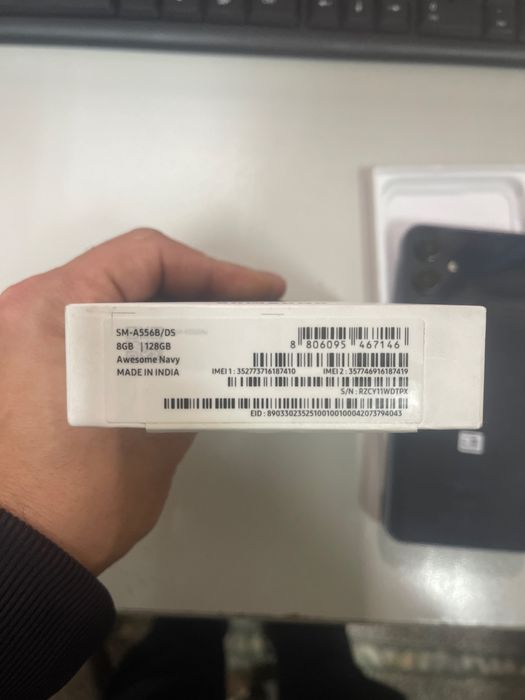 SM-A556B/DS
8GB | 128GB
Awesome Navy
MADE IN INDIA
8 806095 467146
IMEI 1 : 352773716187410 IMEI 2 : 357746916187419
S/N : RZCY11WDTPX
EID : 89033023525100100100042073794043